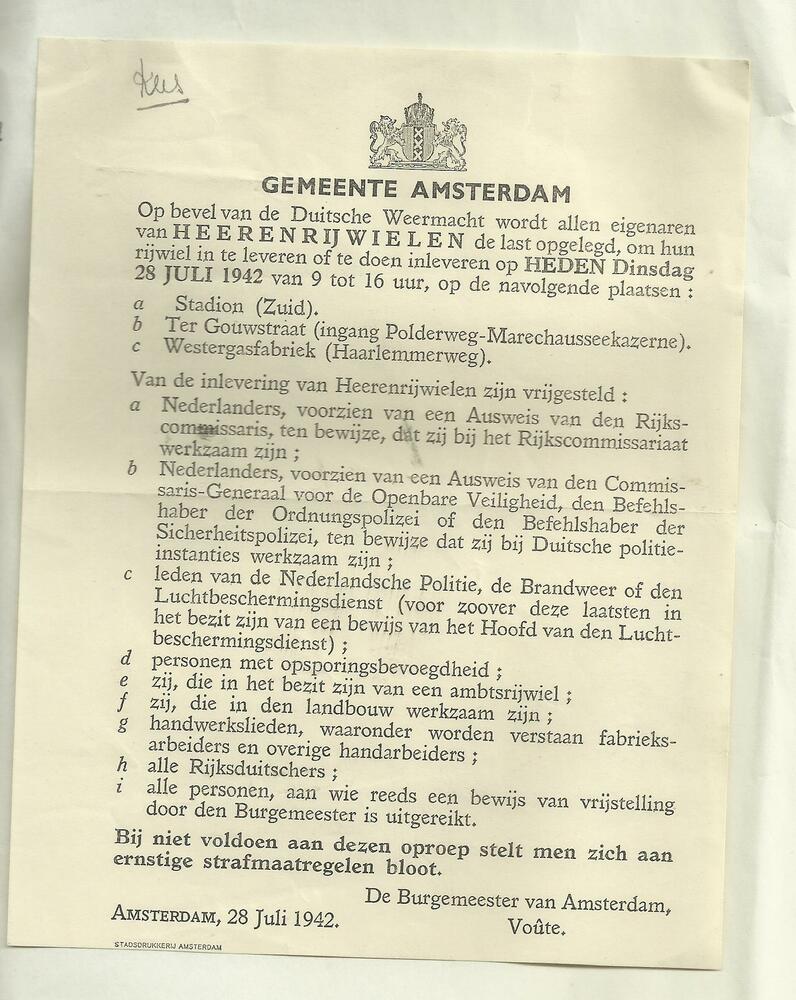 Kees
GEMEENTE AMSTERDAM
Op bevel van de Duitsche Weermacht wordt allen eigenaren
van HEERENRIJWIELEN de last opgelegd, om hun
rijwiel in te leveren of te doen inleveren op HEDEN Dinsdag
28 JULI 1942 van 9 tot 16 uur, op de navolgende plaatsen :
a Stadion (Zuid).
b Ter Gouwstraat (ingang Polderweg-Marechausseekazerne).
c Westergasfabriek (Haarlemmerweg).
Van de inlevering van Heerenrijwielen zijn vrijgesteld :
a Nederlanders, voorzien van een Ausweis van den Rijks-
commissaris, ten bewijze, dat zij bij het Rijkscommissariaat
werkzaam zijn ;
b Nederlanders, voorzien van een Ausweis van den Commis-
saris-Generaal voor de Openbare Veiligheid, den Befehls-
haber der Ordnungspolizei of den Befehlshaber der
Sicherheitspolizei, ten bewijze dat zij bij Duitsche politie-
instanties werkzaam zijn ;
c leden van de Nederlandsche Politie, de Brandweer of den
Luchtbeschermingsdienst (voor zoover deze laatsten in
het bezit zijn van een bewijs van het Hoofd van den Lucht-
beschermingsdienst) ;
d personen met opsporingsbevoegdheid ;
e zij, die in het bezit zijn van een ambtsrijwiel ;
f zij, die in den landbouw werkzaam zijn ;
g handwerkslieden, waaronder worden verstaan fabrieks-
arbeiders en overige handarbeiders ;
h alle Rijksduitschers ;
i alle personen, aan wie reeds een bewijs van vrijstelling
door den Burgemeester is uitgereikt.
Bij niet voldoen aan dezen oproep stelt men zich aan
ernstige strafmaatregelen bloot.
De Burgemeester van Amsterdam,
AMSTERDAM, 28 Juli 1942.
Voûte.
STADSDRUKKERIJ AMSTERDAM